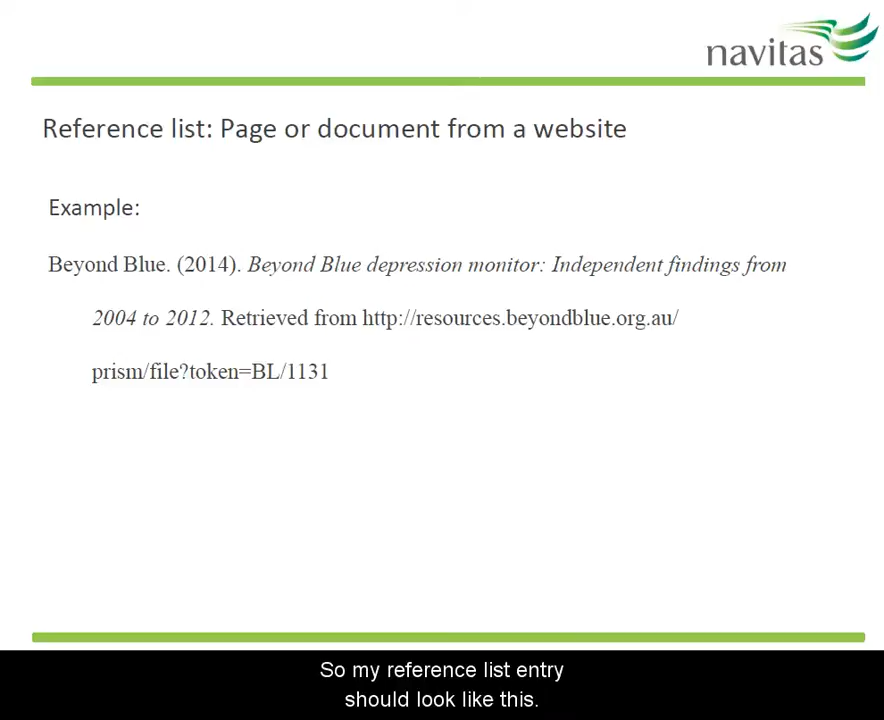 navitas
Reference list: Page or document from a website
Example:
Beyond Blue. (2014). Beyond Blue depression monitor: Independent findings from
2004 to 2012. Retrieved from http://resources.beyondblue.org.au/
prism/file?token=BL/1131
So my reference list entry
should look like this.